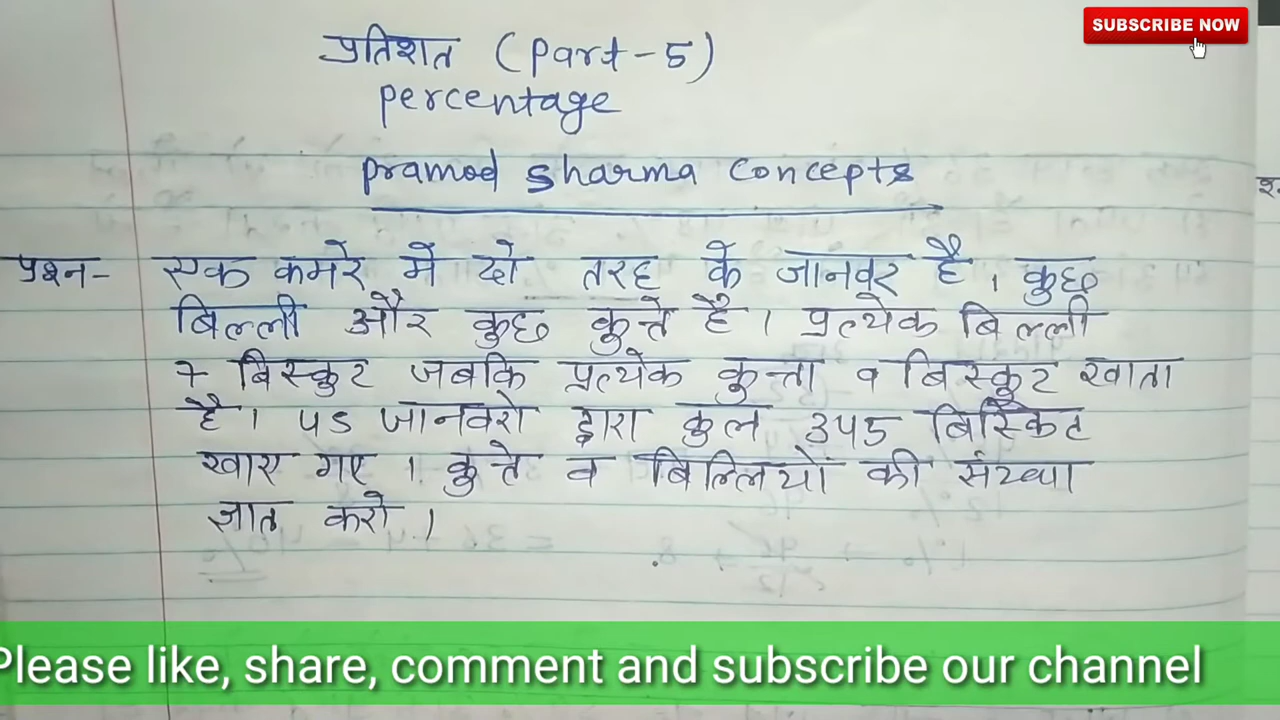 SUBSCRIBE NOW
प्रतिशत (Part-5)
percentage
pramod sharma concepts
प्रश्न- एक कमरे में दो तरह के जानवर है । कुछ
बिल्ली और कुछ कुत्ते है । प्रत्येक बिल्ली
7 बिस्कुट जबकि प्रत्येक कुत्ता 9 बिस्कुट खाता
है । 45 जानवरो द्वारा कुल 345 बिस्किट
खाए गए । कुत्ते व बिल्लियों की संख्या
ज्ञात करो ।
Please like, share, comment and subscribe our channel